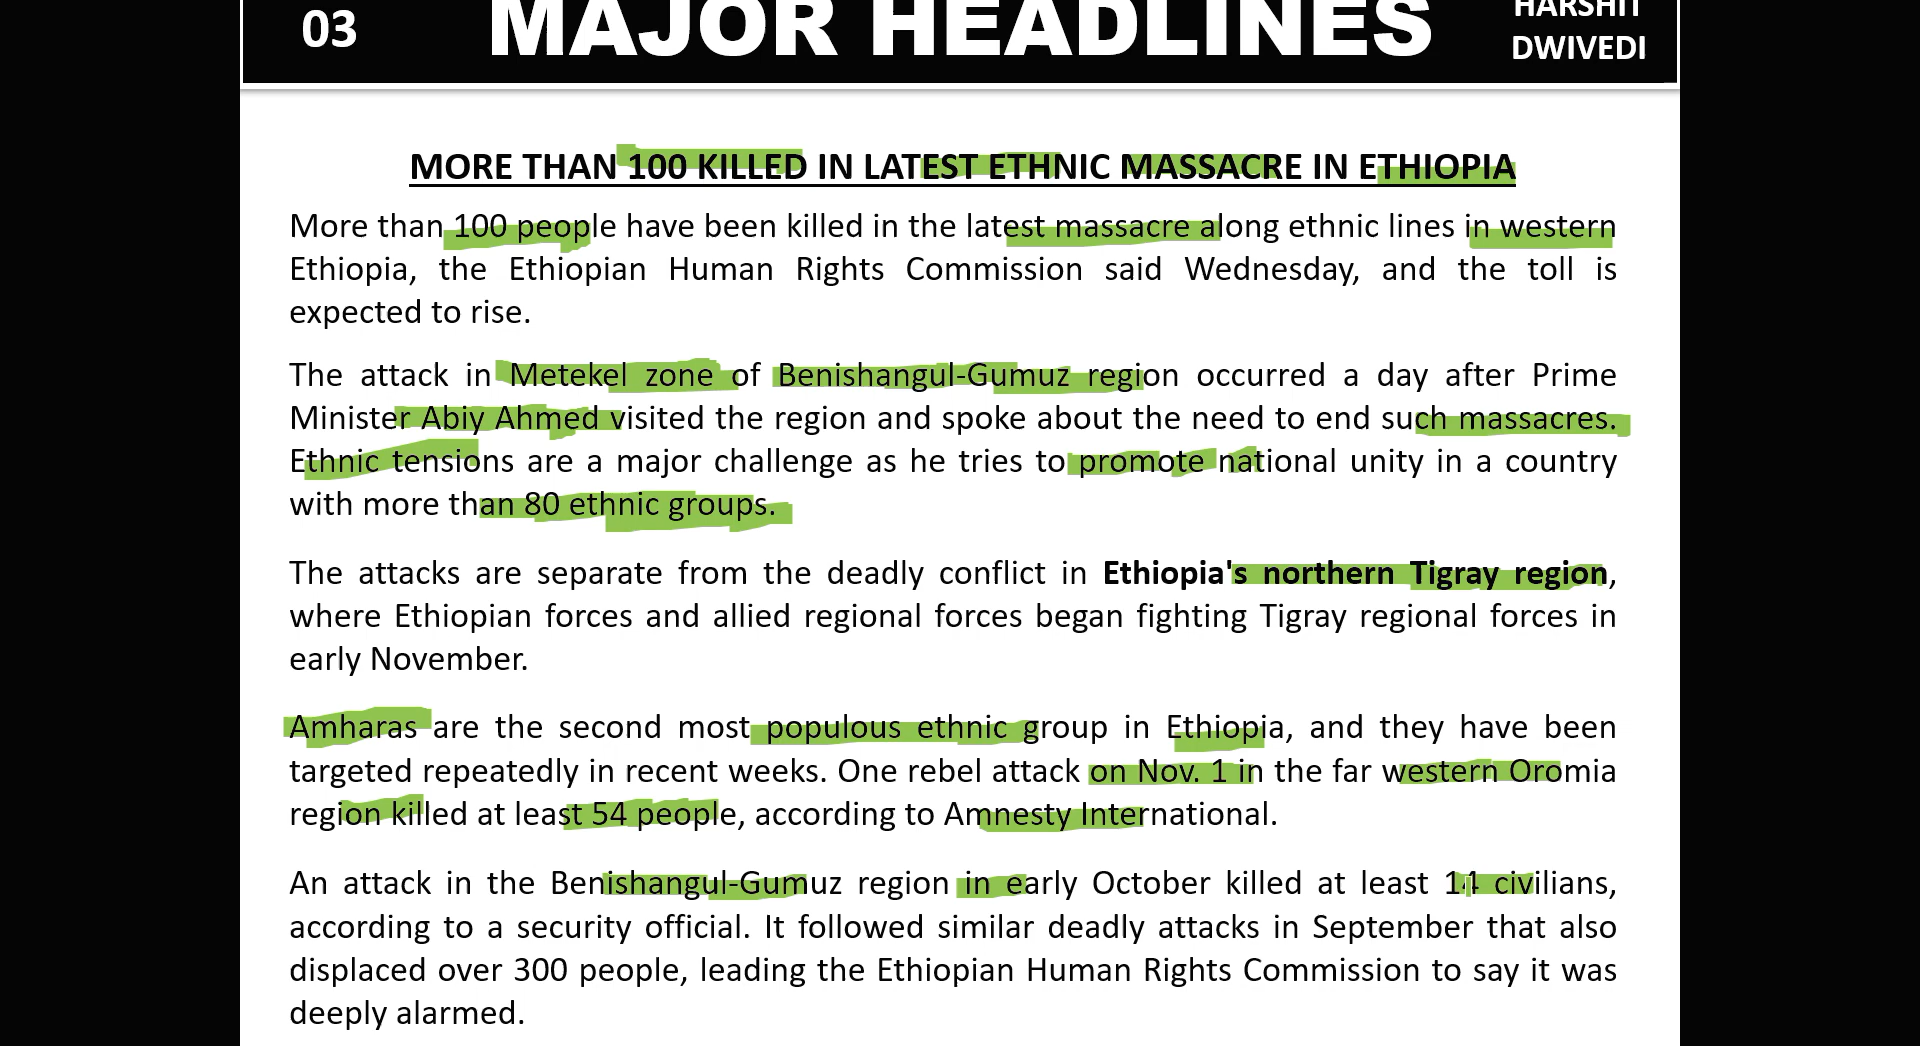 03
MAJOR HEADLINES
HARSHIT
DWIVEDI
MORE THAN 100 KILLED IN LATEST ETHNIC MASSACRE IN ETHIOPIA
More than 100 people have been killed in the latest massacre along ethnic lines in western
Ethiopia, the Ethiopian Human Rights Commission said Wednesday, and the toll is
expected to rise.
The attack in Metekel zone of Benishangul-Gumuz region occurred a day after Prime
Minister Abiy Ahmed visited the region and spoke about the need to end such massacres.
Ethnic tensions are a major challenge as he tries to promote national unity in a country
with more than 80 ethnic groups.
The attacks are separate from the deadly conflict in Ethiopia's northern Tigray region,
where Ethiopian forces and allied regional forces began fighting Tigray regional forces in
early November.
Amharas are the second most populous ethnic group in Ethiopia, and they have been
targeted repeatedly in recent weeks. One rebel attack on Nov. 1 in the far western Oromia
region killed at least 54 people, according to Amnesty International.
An attack in the Benishangul-Gumuz region in early October killed at least 14 civilians,
according to a security official. It followed similar deadly attacks in September that also
displaced over 300 people, leading the Ethiopian Human Rights Commission to say it was
deeply alarmed.